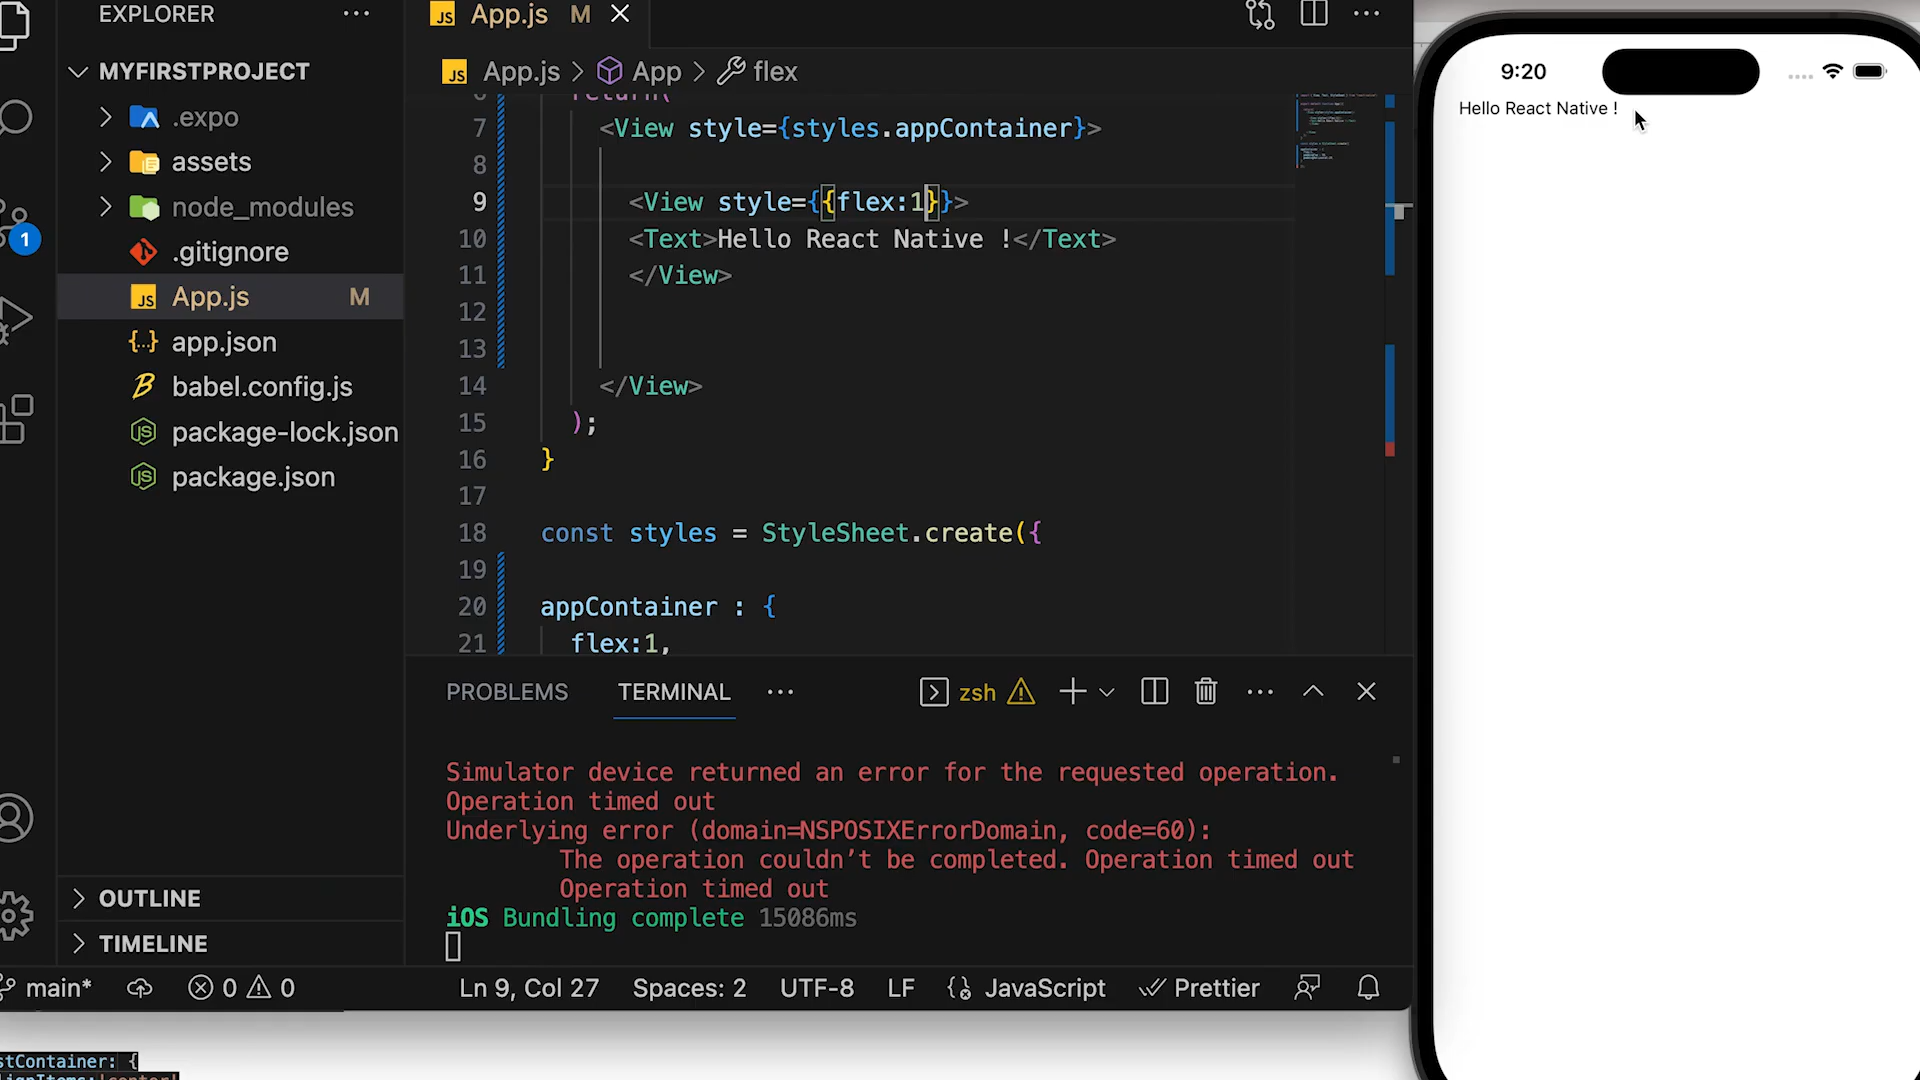 EXPLORER
MYFIRSTPROJECT
.expo
assets
node_modules
.gitignore
App.js M
app.json
babel.config.js
package-lock.json
package.json
OUTLINE
TIMELINE
1
App.js M
App.js > App > flex
return(
7 <View style={styles.appContainer}>
8
9 <View style={{flex:1}}>
10 <Text>Hello React Native !</Text>
11 </View>
12
13
14 </View>
15 );
16 }
17
18 const styles = StyleSheet.create({
19
20 appContainer : {
21 flex:1,
PROBLEMS TERMINAL zsh
Simulator device returned an error for the requested operation.
Operation timed out
Underlying error (domain=NSPOSIXErrorDomain, code=60):
The operation couldn’t be completed. Operation timed out
Operation timed out
iOS Bundling complete 15086ms
main* 0 0 Ln 9, Col 27 Spaces: 2 UTF-8 LF JavaScript Prettier
stContainer: {
9:20
Hello React Native !